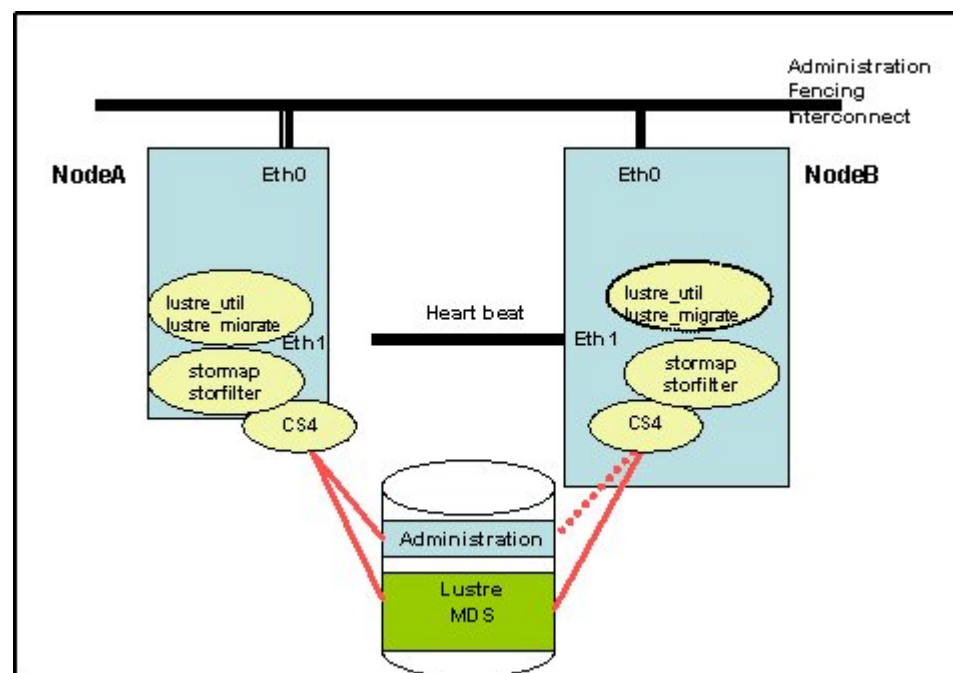 Administration
Fencing
Interconnect
NodeA
Eth0
Eth0
NodeB
lustre_util
lustre_migrate
Eth1
Heart beat
Eth1
lustre_util
lustre_migrate
stormap
storfilter
stormap
storfilter
CS4
CS4
Administration
Lustre
MDS